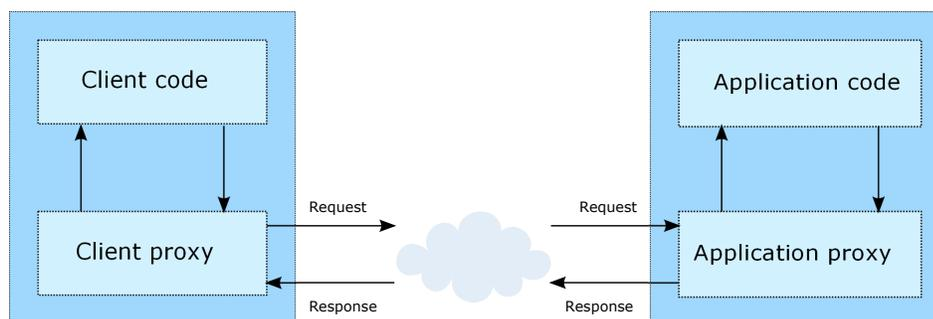 Client code
Application code
Request
Request
Client proxy
Application proxy
Response
Response